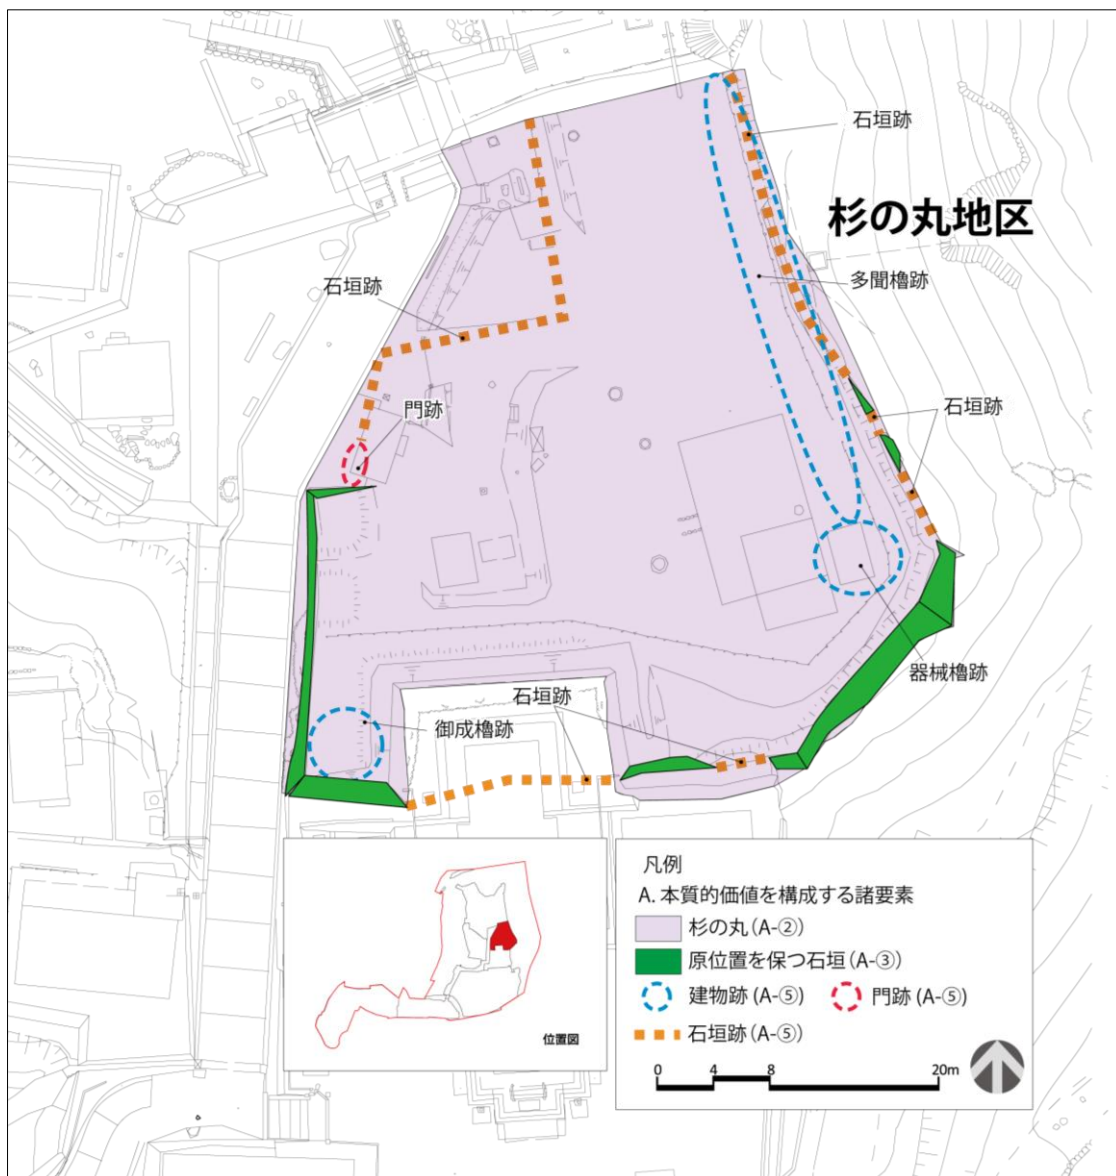 石垣跡
杉の丸地区
多聞櫓跡
石垣跡
石垣跡
門跡
器械櫓跡
石垣跡
御成櫓跡
位置図
凡例
A. 本質的価値を構成する諸要素
杉の丸(A-②)
原位置を保つ石垣(A-③)
建物跡 (A-⑤)
門跡 (A-⑤)
石垣跡(A-⑤)
0 4 8 20m